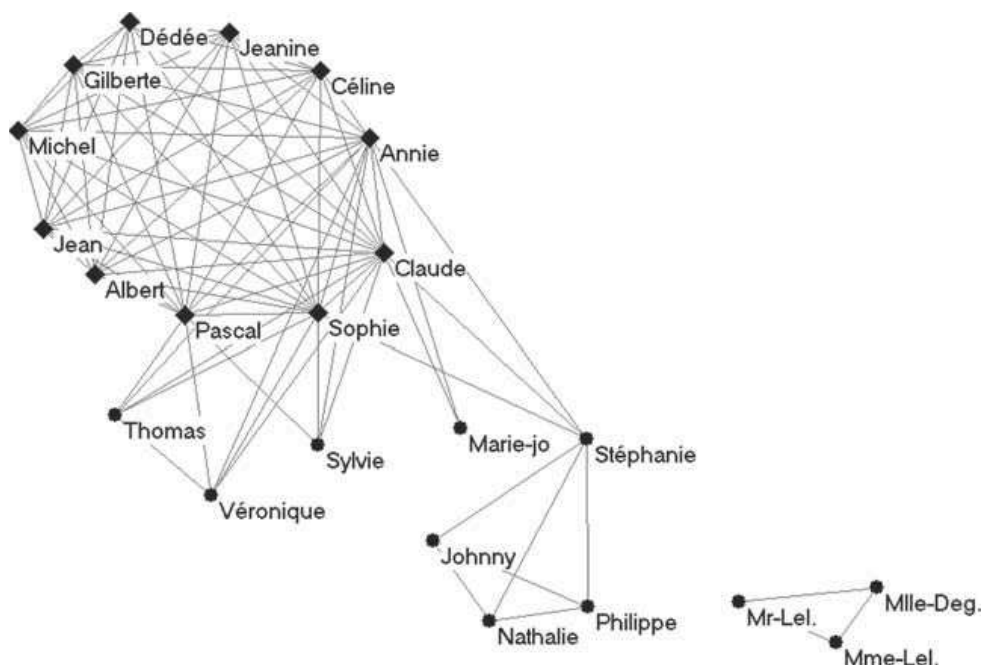 Dédée
Jeanine
Gilberte
Céline
Michel
Annie
Jean
Claude
Albert
Pascal
Sophie
Thomas
Marie-jo
Stéphanie
Sylvie
Véronique
Johnny
Mr-Lel.
Mlle-Deg.
Nathalie
Philippe
Mme-Lel.